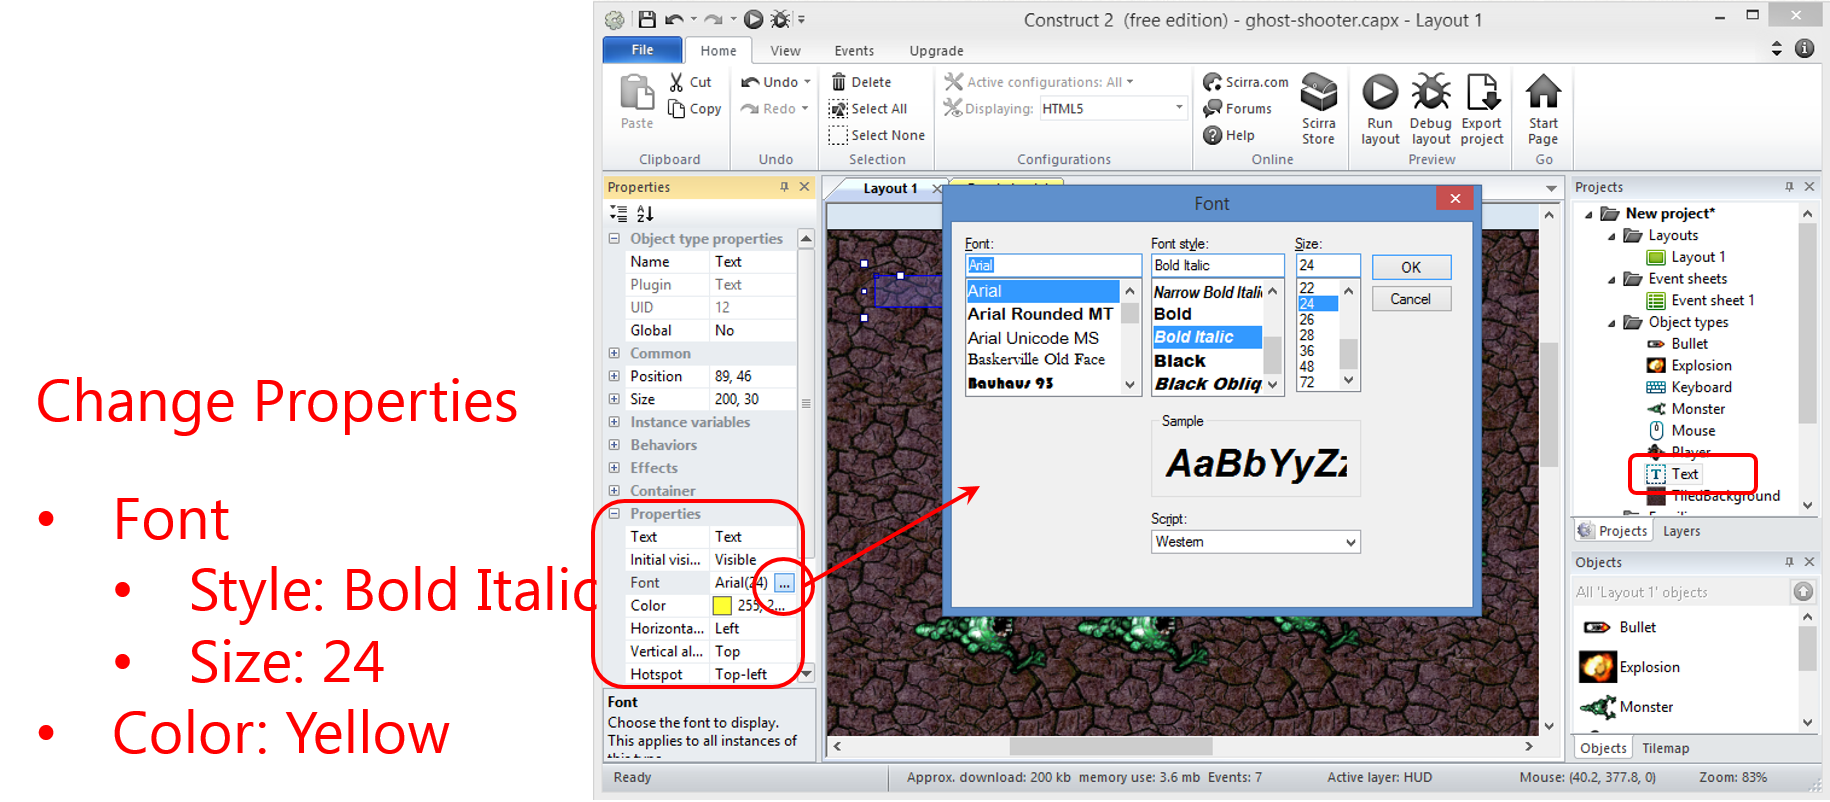 Change Properties
• Font
• Style: Bold Italic
• Size: 24
• Color: Yellow
Construct 2 (free edition) - ghost-shooter.capx - Layout 1
File Home View Events Upgrade
Paste
Cut
Copy
Clipboard
Undo
Redo
Undo
Delete
Select All
Select None
Selection
Active configurations: All
Displaying: HTML5
Configurations
Scirra.com
Forums
Help
Scirra
Store
Online
Run
layout
Debug
layout
Export
project
Preview
Start
Page
Go
Properties
Object type properties
Name Text
Plugin Text
UID 12
Global No
Common
Position 89, 46
Size 200, 30
Instance variables
Behaviors
Effects
Container
Properties
Text Text
Initial visi... Visible
Font Arial(24) ...
Color 255, 2...
Horizonta... Left
Vertical al... Top
Hotspot Top-left
Font
Choose the font to display.
This applies to all instances of
Layout 1
Font
Font:
Arial
Arial
Arial Rounded MT
Arial Unicode MS
Baskerville Old Face
Bauhaus 93
Font style:
Bold Italic
Narrow Bold Itali
Bold
Bold Italic
Black
Black Obliq
Size:
24
22
24
26
28
36
48
72
OK
Cancel
Sample
AaBbYyZz
Script:
Western
Projects
New project*
Layouts
Layout 1
Event sheets
Event sheet 1
Object types
Bullet
Explosion
Keyboard
Monster
Mouse
Player
Text
TiledBackground
Projects Layers
Objects
All 'Layout 1' objects
Bullet
Explosion
Monster
Objects Tilemap
Ready
Approx. download: 200 kb memory use: 3.6 mb Events: 7
Active layer: HUD
Mouse: (40.2, 377.8, 0)
Zoom: 83%